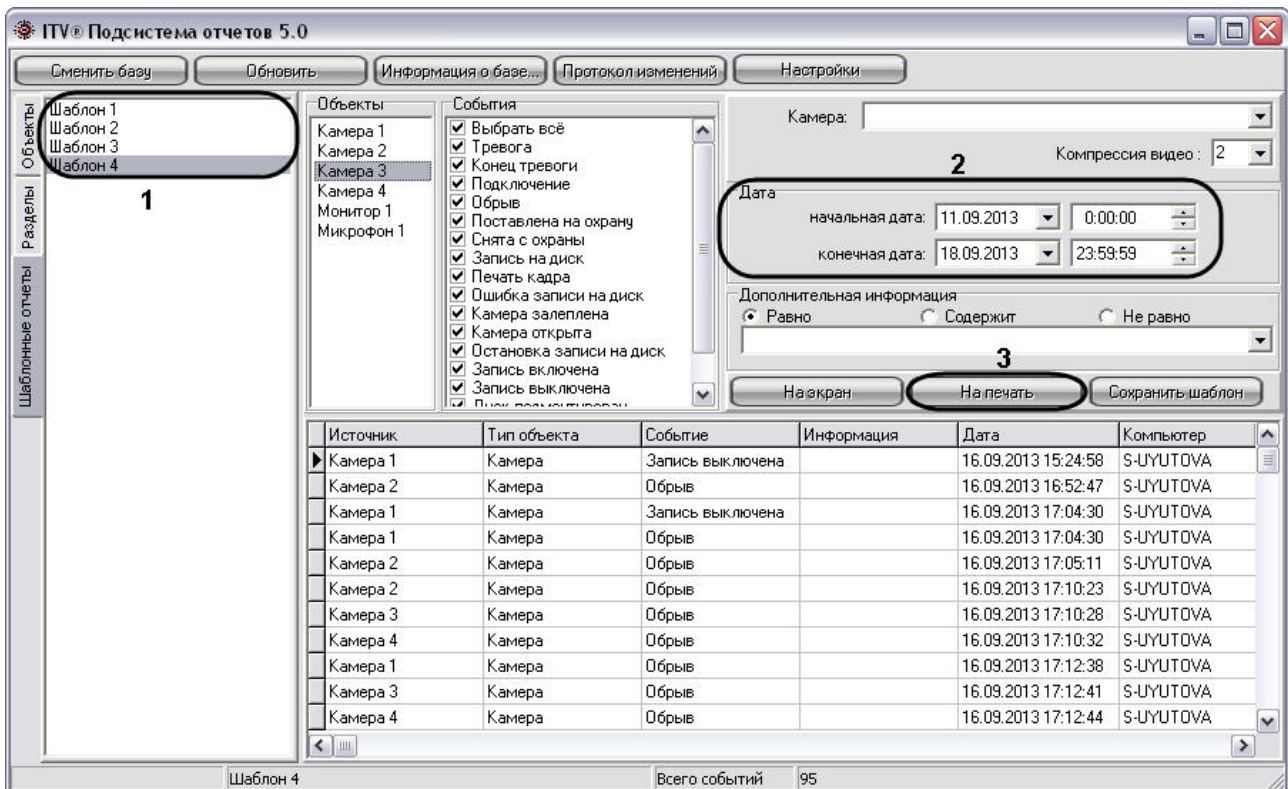 ITV® Подсистема отчетов 5.0
Сменить базу Обновить Информация о базе... Протокол изменений Настройки
Объекты
Разделы
Шаблонные отчеты
Шаблон 1
Шаблон 2
Шаблон 3
Шаблон 4
1
Объекты
Камера 1
Камера 2
Камера 3
Камера 4
Монитор 1
Микрофон 1
События
Выбрать всё
Тревога
Конец тревоги
Подключение
Обрыв
Поставлена на охрану
Снята с охраны
Запись на диск
Печать кадра
Ошибка записи на диск
Камера залеплена
Камера открыта
Остановка записи на диск
Запись включена
Запись выключена
Камера:
Компрессия видео : 2
2
Дата
начальная дата: 11.09.2013 0:00:00
конечная дата: 18.09.2013 23:59:59
Дополнительная информация
Равно Содержит Не равно
3
На экран На печать Сохранить шаблон
Источник Тип объекта Событие Информация Дата Компьютер
Камера 1 Камера Запись выключена 16.09.2013 15:24:58 S-UYUTOVA
Камера 2 Камера Обрыв 16.09.2013 16:52:47 S-UYUTOVA
Камера 1 Камера Запись выключена 16.09.2013 17:04:30 S-UYUTOVA
Камера 1 Камера Обрыв 16.09.2013 17:04:30 S-UYUTOVA
Камера 2 Камера Обрыв 16.09.2013 17:05:11 S-UYUTOVA
Камера 2 Камера Обрыв 16.09.2013 17:10:23 S-UYUTOVA
Камера 3 Камера Обрыв 16.09.2013 17:10:28 S-UYUTOVA
Камера 4 Камера Обрыв 16.09.2013 17:10:32 S-UYUTOVA
Камера 1 Камера Обрыв 16.09.2013 17:12:38 S-UYUTOVA
Камера 3 Камера Обрыв 16.09.2013 17:12:41 S-UYUTOVA
Камера 4 Камера Обрыв 16.09.2013 17:12:44 S-UYUTOVA
Шаблон 4 Всего событий 95